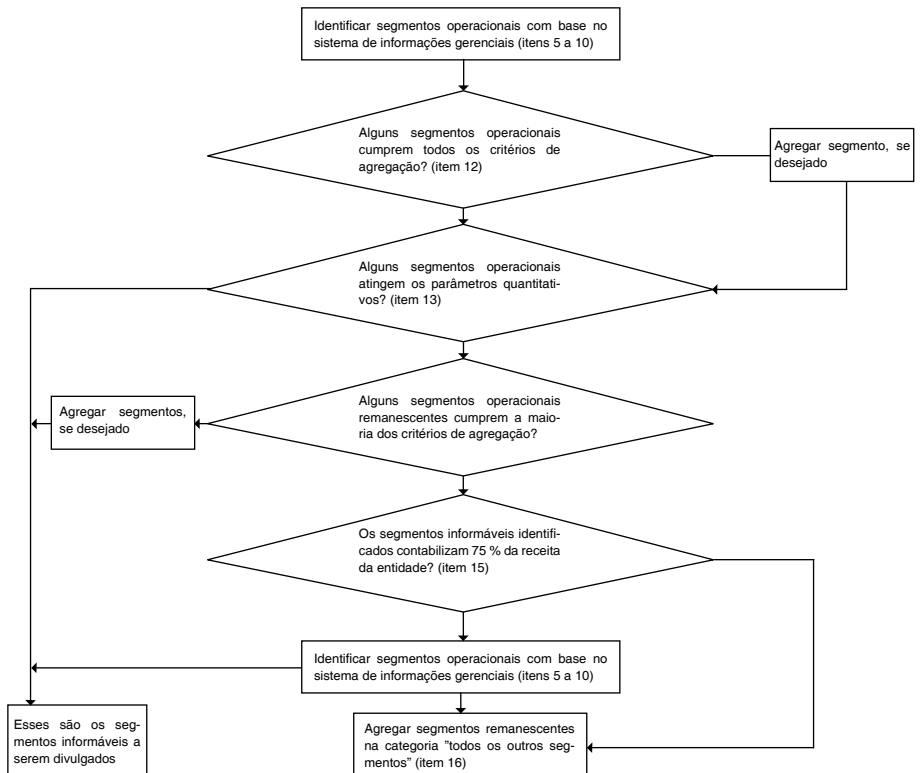 Identificar segmentos operacionais com base no
sistema de informações gerenciais (itens 5 a 10)
Alguns segmentos operacionais
cumprem todos os critérios de
agregação? (item 12)
Agregar segmento, se
desejado
Alguns segmentos operacionais
atingem os parâmetros quantitati-
vos? (item 13)
Agregar segmentos,
se desejado
Alguns segmentos operacionais
remanescentes cumprem a maio-
ria dos critérios de agregação?
Os segmentos informáveis identifi-
cados contabilizam 75 % da receita
da entidade? (item 15)
Identificar segmentos operacionais com base no
sistema de informações gerenciais (itens 5 a 10)
Esses são os seg-
mentos informáveis a
serem divulgados
Agregar segmentos remanescentes
na categoria "todos os outros seg-
mentos" (item 16)